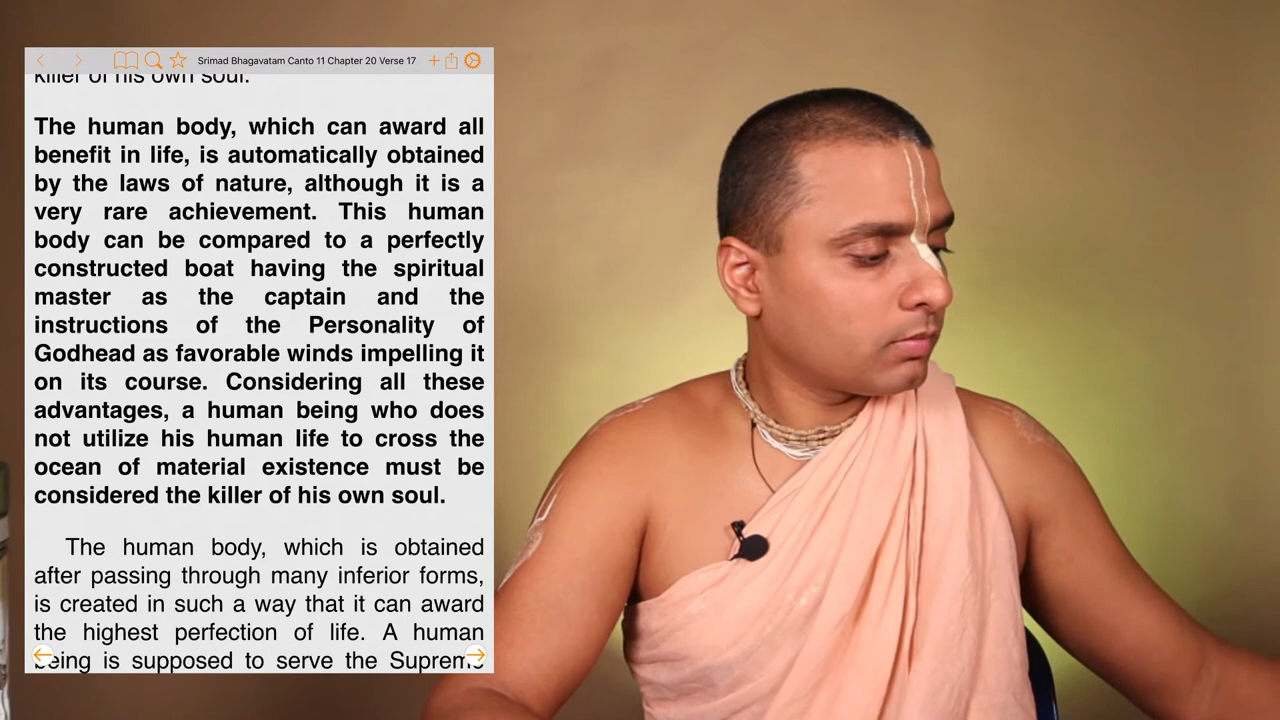 Srimad Bhagavatam Canto 11 Chapter 20 Verse 17
killer of his own soul.
The human body, which can award all
benefit in life, is automatically obtained
by the laws of nature, although it is a
very rare achievement. This human
body can be compared to a perfectly
constructed boat having the spiritual
master as the captain and the
instructions of the Personality of
Godhead as favorable winds impelling it
on its course. Considering all these
advantages, a human being who does
not utilize his human life to cross the
ocean of material existence must be
considered the killer of his own soul.
The human body, which is obtained
after passing through many inferior forms,
is created in such a way that it can award
the highest perfection of life. A human
being is supposed to serve the Supreme